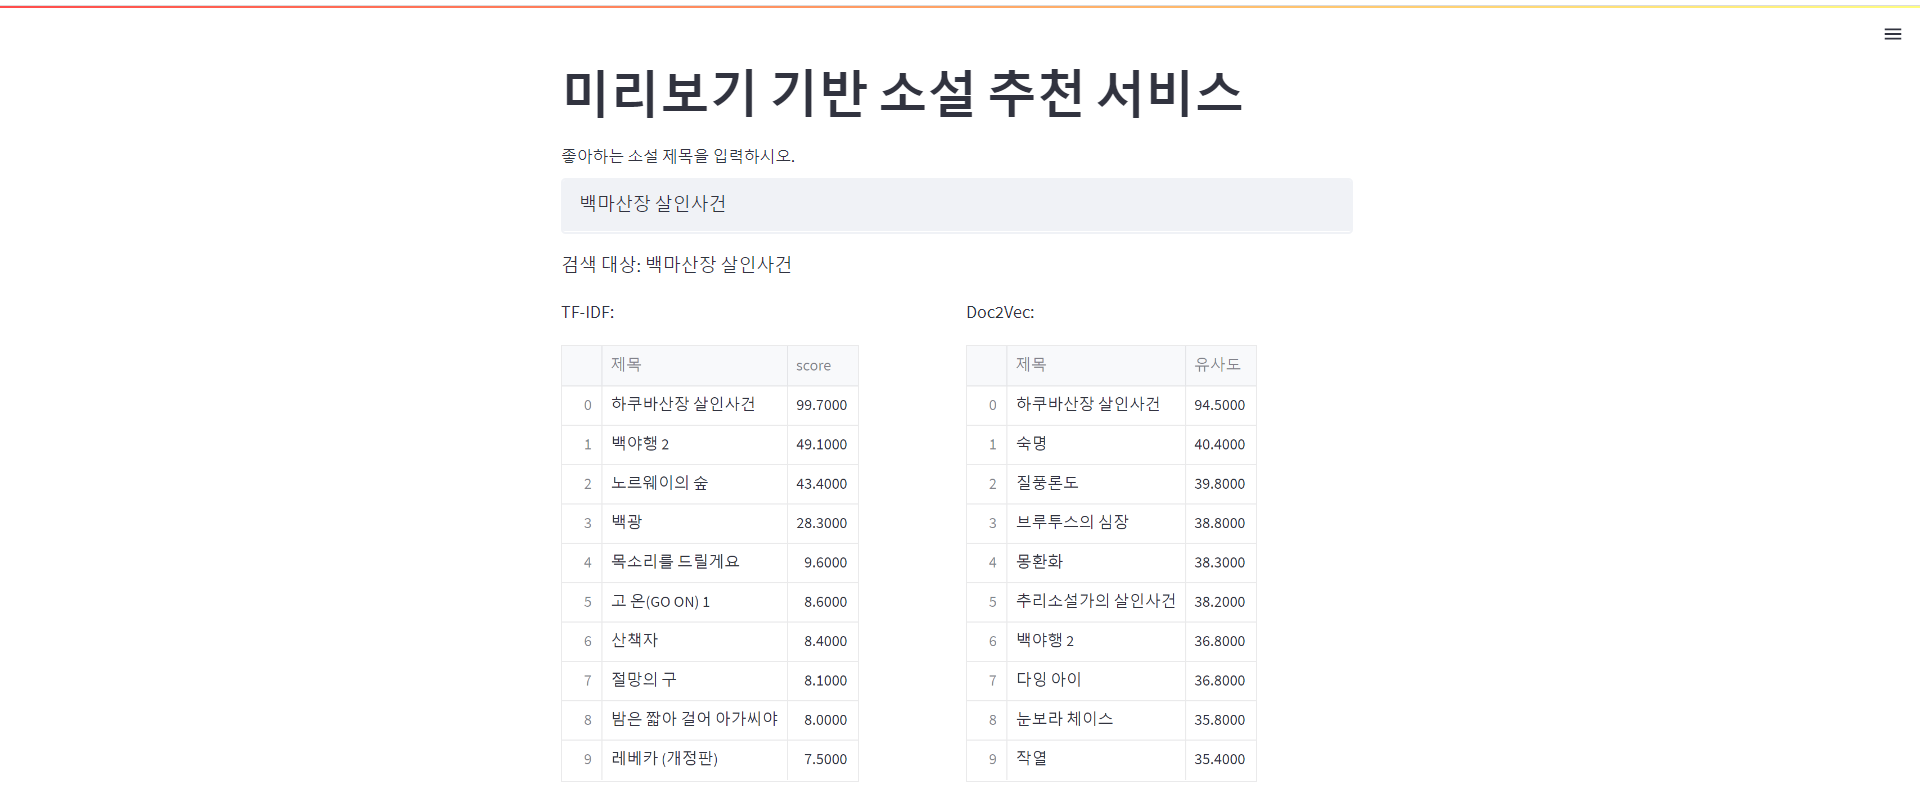 미리보기 기반 소설 추천 서비스
좋아하는 소설 제목을 입력하시오.
백마산장 살인사건
검색 대상: 백마산장 살인사건
TF-IDF:
제목 score
0 하쿠바산장 살인사건 99.7000
1 백야행 2 49.1000
2 노르웨이의 숲 43.4000
3 백광 28.3000
4 목소리를 드릴게요 9.6000
5 고 온(GO ON) 1 8.6000
6 산책자 8.4000
7 절망의 구 8.1000
8 밤은 짧아 걸어 아가씨야 8.0000
9 레베카 (개정판) 7.5000
Doc2Vec:
제목 유사도
0 하쿠바산장 살인사건 94.5000
1 숙명 40.4000
2 질풍론도 39.8000
3 브루투스의 심장 38.8000
4 몽환화 38.3000
5 추리소설가의 살인사건 38.2000
6 백야행 2 36.8000
7 다잉 아이 36.8000
8 눈보라 체이스 35.8000
9 작열 35.4000